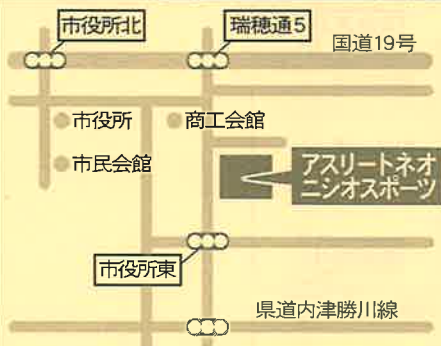 市役所北
瑞穂通5
国道19号
市役所
商工会館
市民会館
アスリートネオ
ニシオスポーツ
市役所東
県道内津勝川線